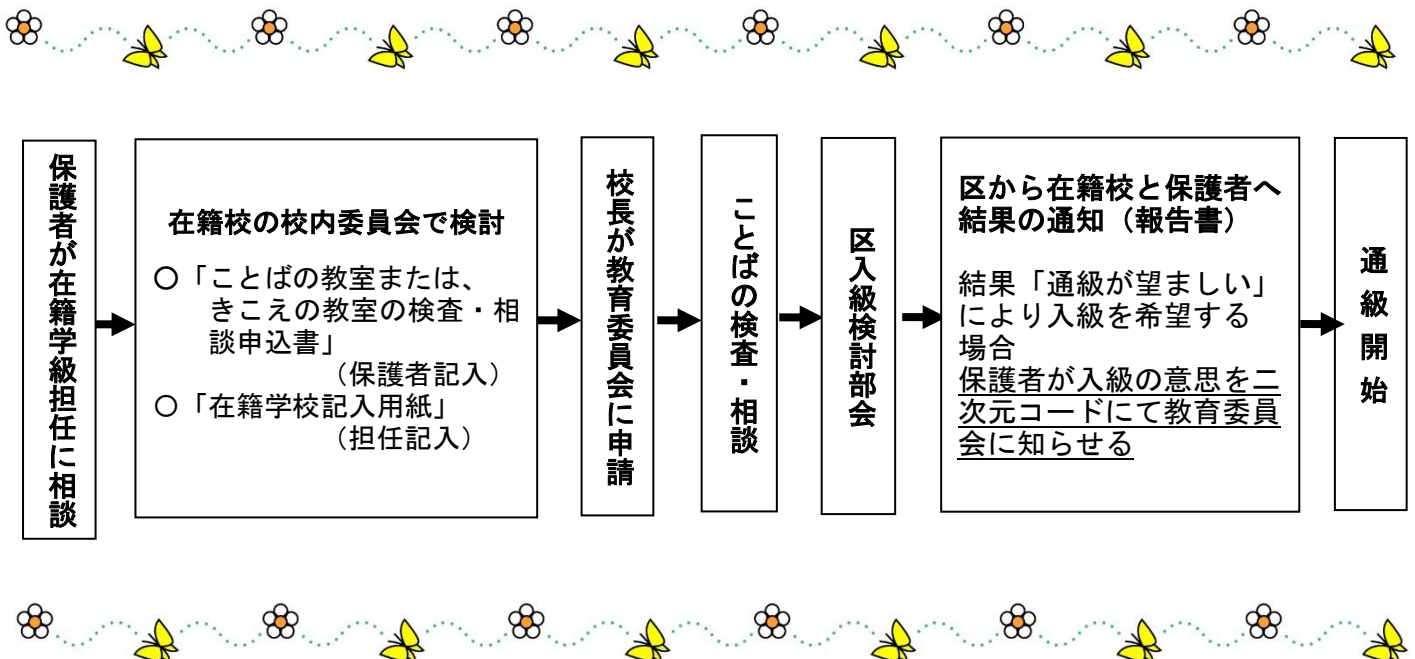 保護者が在籍学級担任に相談
在籍校の校内委員会で検討
〇「ことばの教室または、
きこえの教室の検査・相
談申込書」
（保護者記入）
〇「在籍学校記入用紙」
（担任記入）
校長が教育委員会に申請
ことばの検査・相談
区入級検討部会
区から在籍校と保護者へ
結果の通知（報告書）
結果「通級が望ましい」
により入級を希望する
場合
保護者が入級の意思を二
次元コードにて教育委員
会に知らせる
通級開始